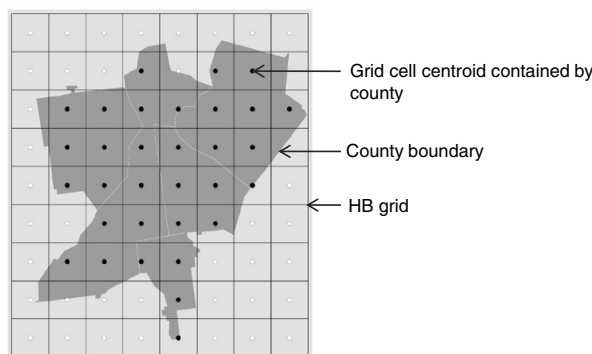 Grid cell centroid contained by
county
County boundary
HB grid